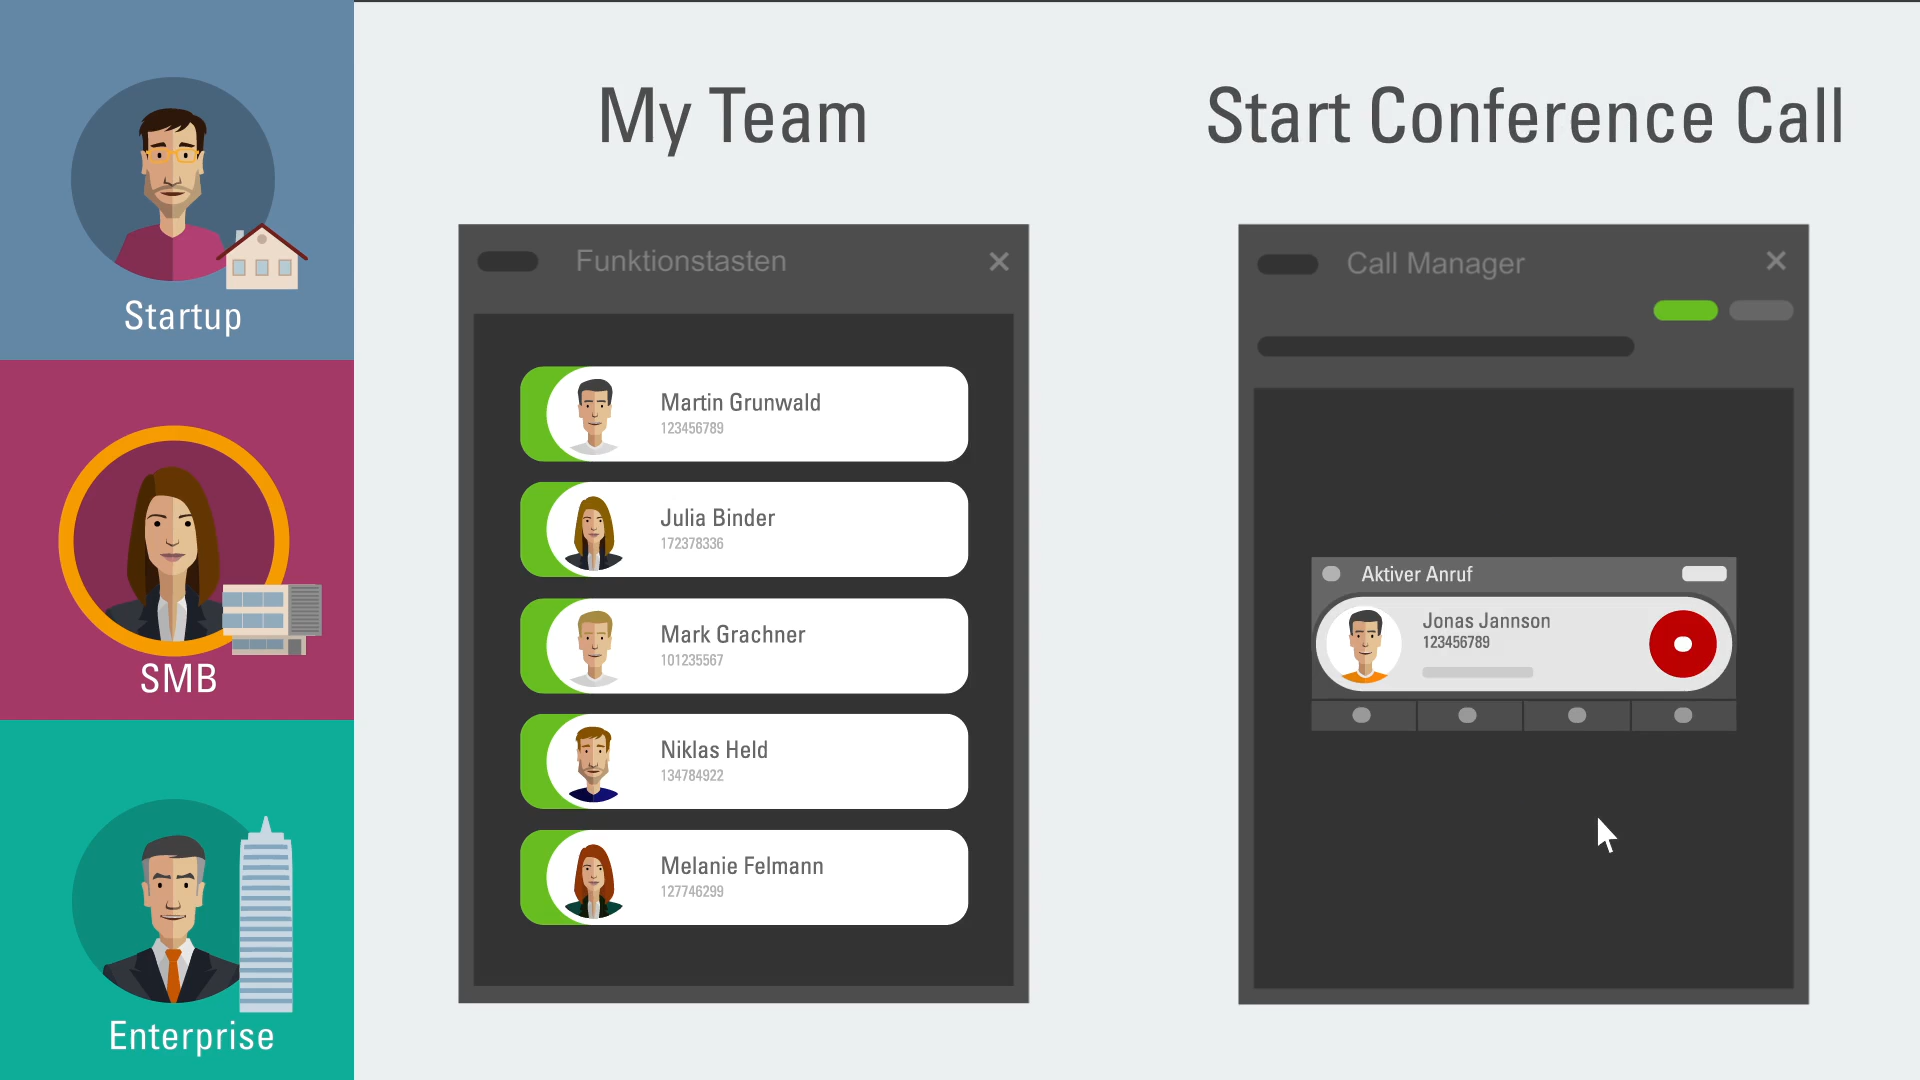 Startup
SMB
Enterprise
My Team
Funktionstasten
Martin Grunwald
123456789
Julia Binder
172378336
Mark Grachner
101235567
Niklas Held
134784922
Melanie Felmann
127746299
Start Conference Call
Call Manager
Aktiver Anruf
Jonas Jannson
123456789